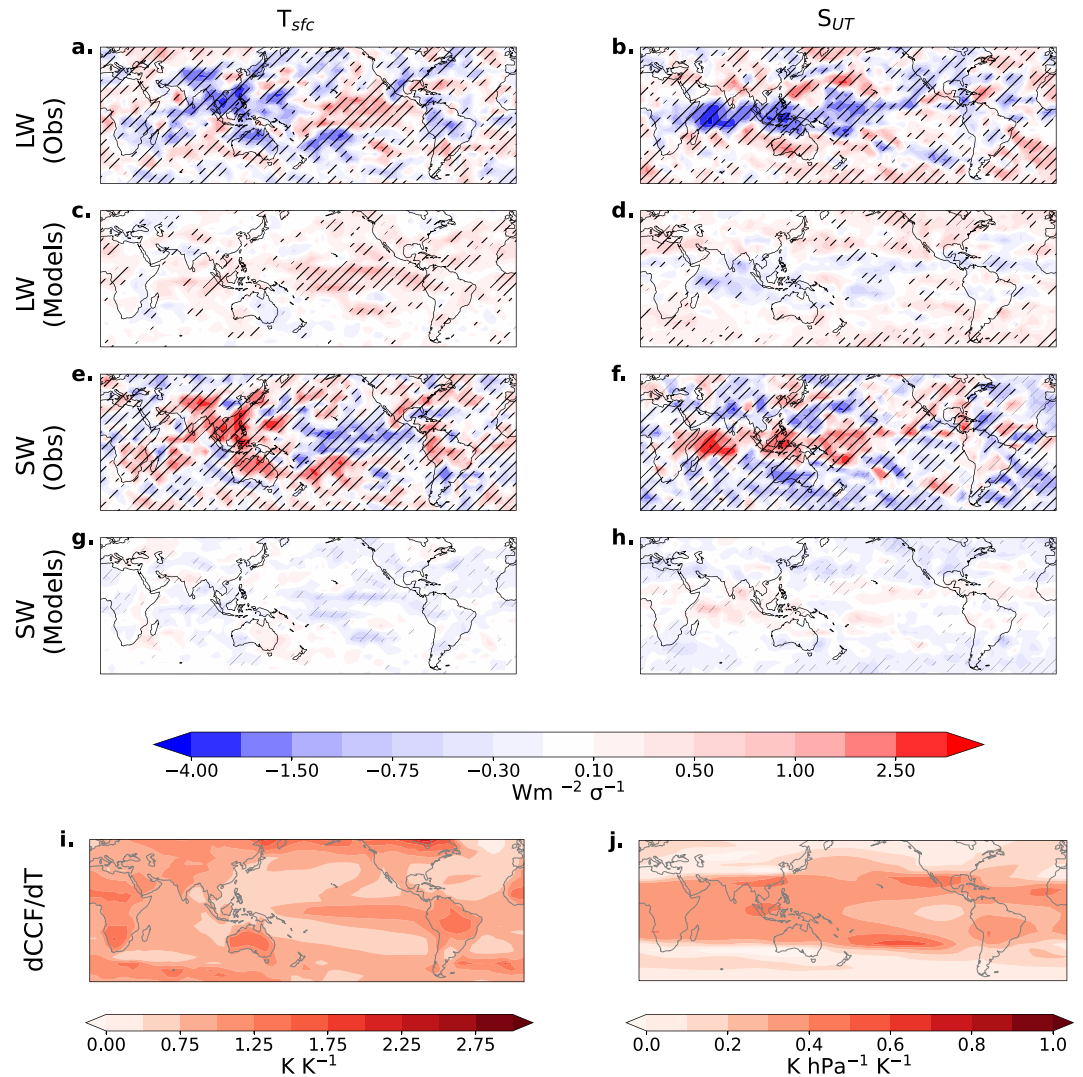 T_sfc S_UT
a. b.
LW
(Obs)
c. d.
LW
(Models)
e. f.
SW
(Obs)
g. h.
SW
(Models)
−4.00 −1.50 −0.75 −0.30 0.10 0.50 1.00 2.50
Wm ⁻² σ⁻¹
i. j.
dCCF/dT
0.00 0.75 1.25 1.75 2.25 2.75
K K⁻¹
0.0 0.2 0.4 0.6 0.8 1.0
K hPa⁻¹ K⁻¹